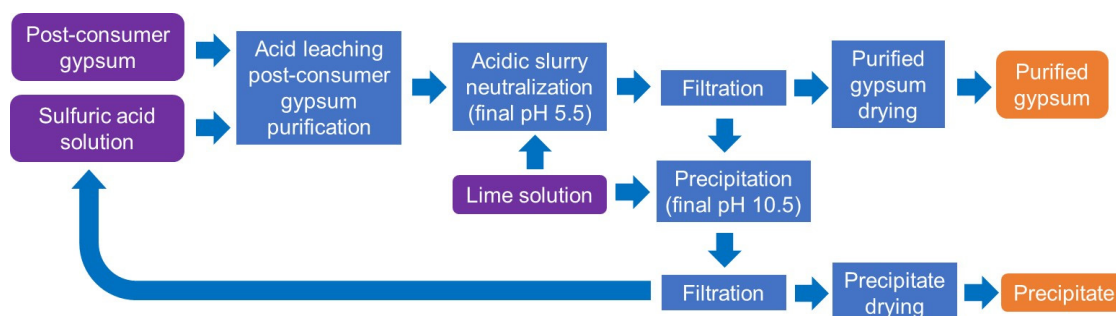 Post-consumer
gypsum
Sulfuric acid
solution
Acid leaching
post-consumer
gypsum
purification
Acidic slurry
neutralization
(final pH 5.5)
Filtration
Purified
gypsum
drying
Purified
gypsum
Lime solution
Precipitation
(final pH 10.5)
Filtration
Precipitate
drying
Precipitate